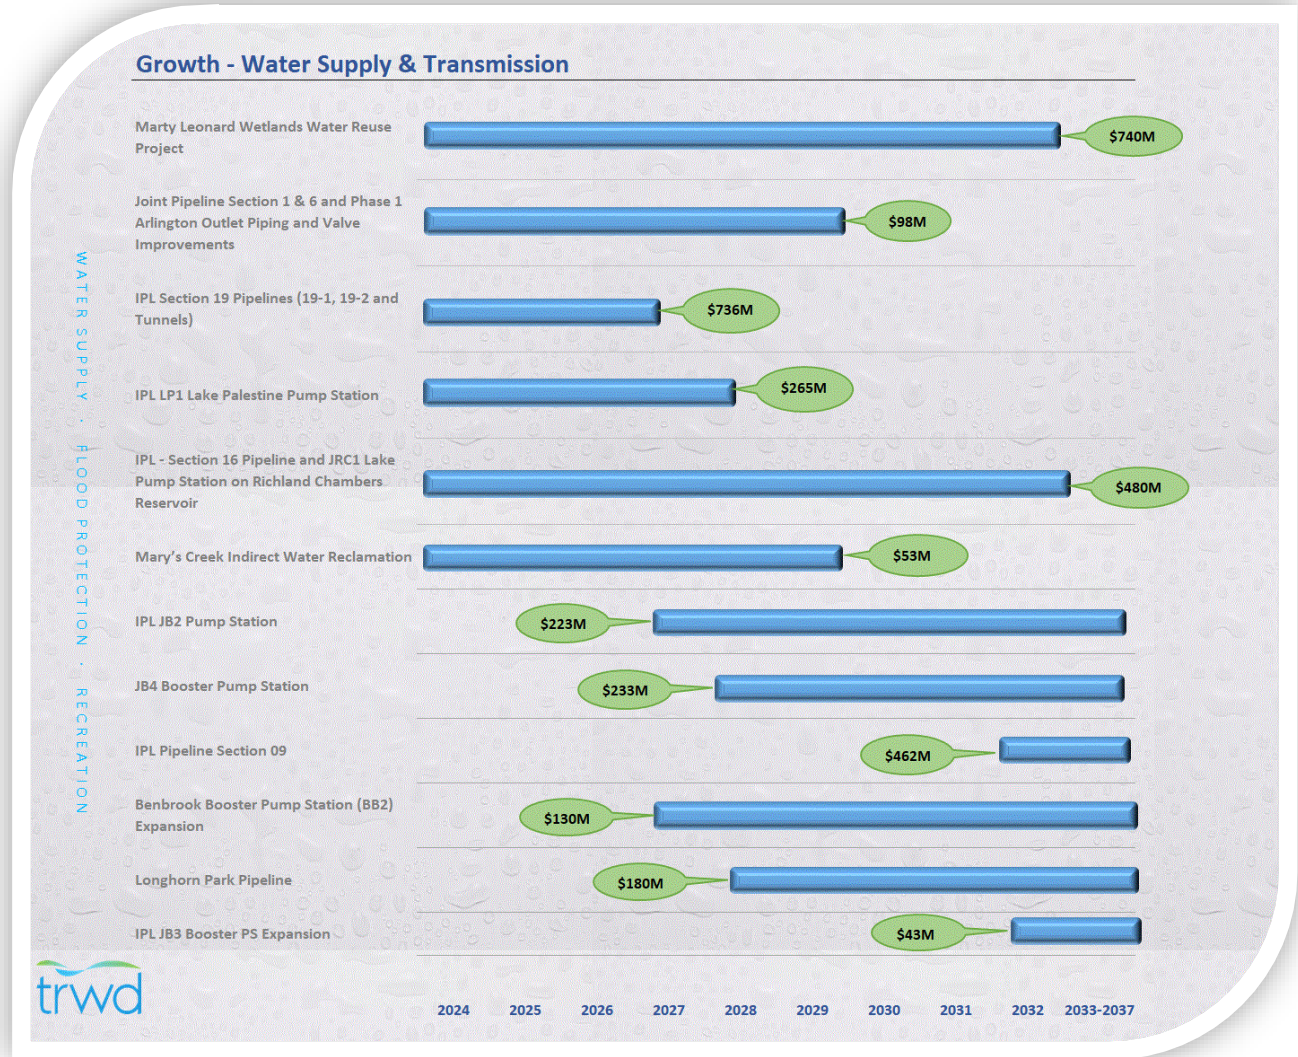 Growth - Water Supply & Transmission
Marty Leonard Wetlands Water Reuse
Project
$740M
Joint Pipeline Section 1 & 6 and Phase 1
Arlington Outlet Piping and Valve
Improvements
$98M
IPL Section 19 Pipelines (19-1, 19-2 and
Tunnels)
$736M
IPL LP1 Lake Palestine Pump Station
$265M
IPL - Section 16 Pipeline and JRC1 Lake
Pump Station on Richland Chambers
Reservoir
$480M
Mary’s Creek Indirect Water Reclamation
$53M
IPL JB2 Pump Station
$223M
JB4 Booster Pump Station
$233M
IPL Pipeline Section 09
$462M
Benbrook Booster Pump Station (BB2)
Expansion
$130M
Longhorn Park Pipeline
$180M
IPL JB3 Booster PS Expansion
$43M
WATER SUPPLY · FLOOD PROTECTION · RECREATION
trwd
2024 2025 2026 2027 2028 2029 2030 2031 2032 2033-2037